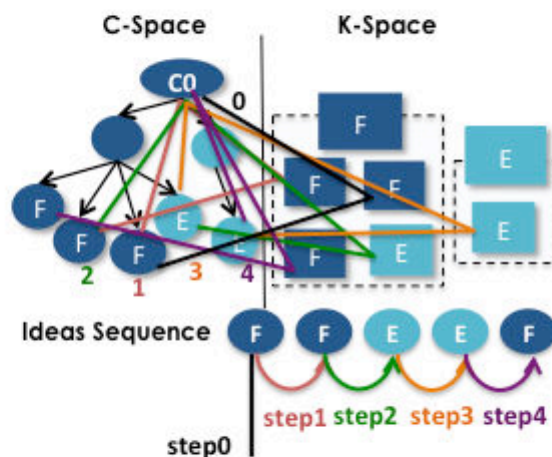 C-Space K-Space
C0
0
F
E
F
F
E
F
E
F
E
E
F
F
E
2
1
3
4
Ideas Sequence
F F E E F
step1 step2 step3 step4
step0